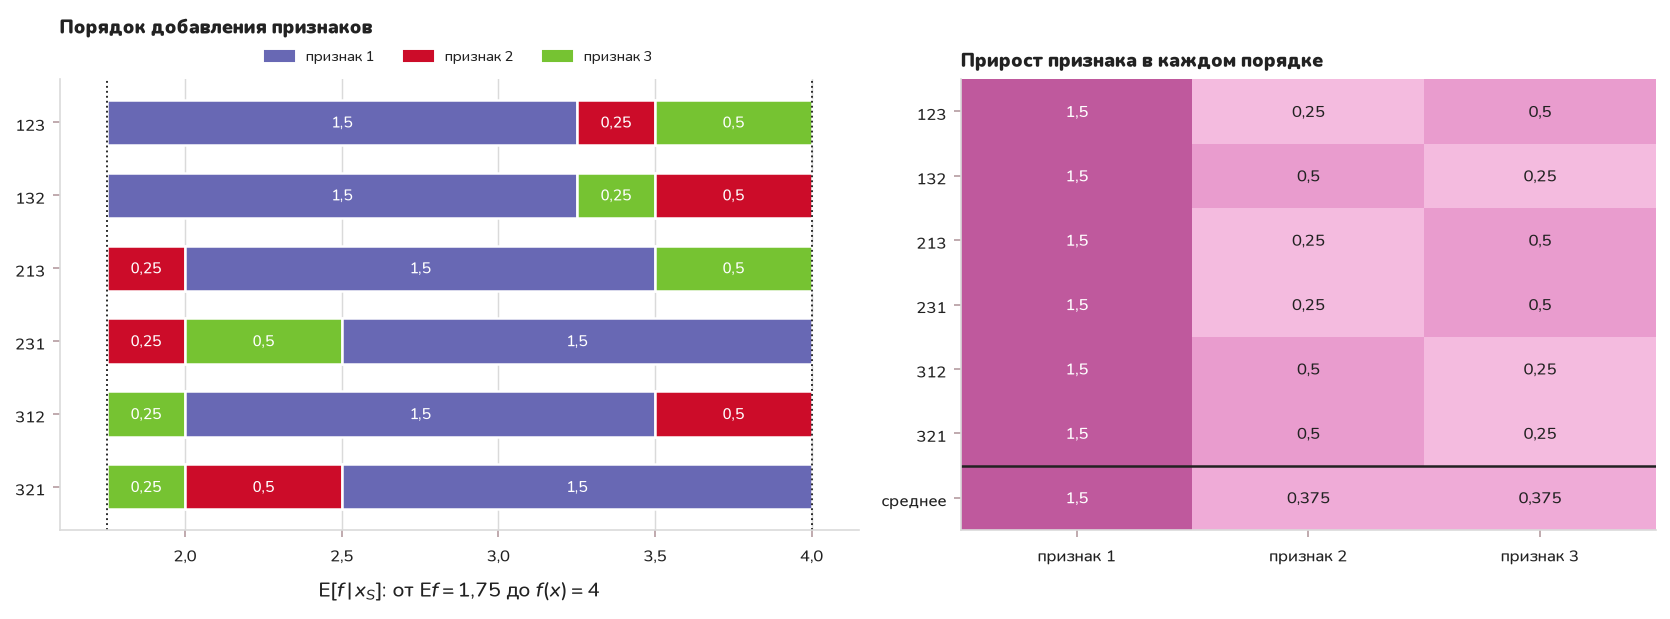 Порядок добавления признаков
признак 1 признак 2 признак 3
123 1,5 0,25 0,5
132 1,5 0,25 0,5
213 0,25 1,5 0,5
231 0,25 0,5 1,5
312 0,25 1,5 0,5
321 0,25 0,5 1,5
2,0 2,5 3,0 3,5 4,0
E[f|x_S]: от Ef = 1,75 до f(x) = 4
Прирост признака в каждом порядке
123 1,5 0,25 0,5
132 1,5 0,5 0,25
213 1,5 0,25 0,5
231 1,5 0,25 0,5
312 1,5 0,5 0,25
321 1,5 0,5 0,25
среднее 1,5 0,375 0,375
признак 1 признак 2 признак 3